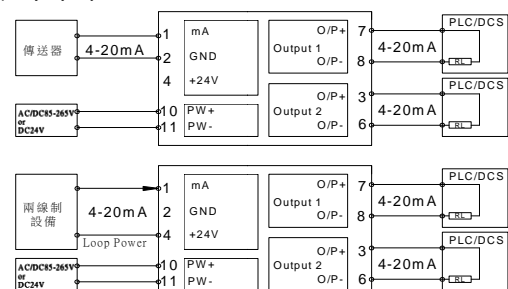 PLC/DCS
1 mA O/P+ 7 4-20mA
傳送器 4-20mA Output 1
2 GND O/P- 8 RL
4 +24V PLC/DCS
O/P+ 3
AC/DC85-265V or DC24V 10 PW+ Output 2 4-20mA
11 PW- O/P- 6 RL
PLC/DCS
1 mA O/P+ 7
兩線制 設備 4-20mA 2 GND Output 1 4-20mA
O/P- 8 RL
Loop Power 4 +24V PLC/DCS
O/P+ 3
AC/DC85-265V or DC24V 10 PW+ Output 2 4-20mA
11 PW- O/P- 6 RL